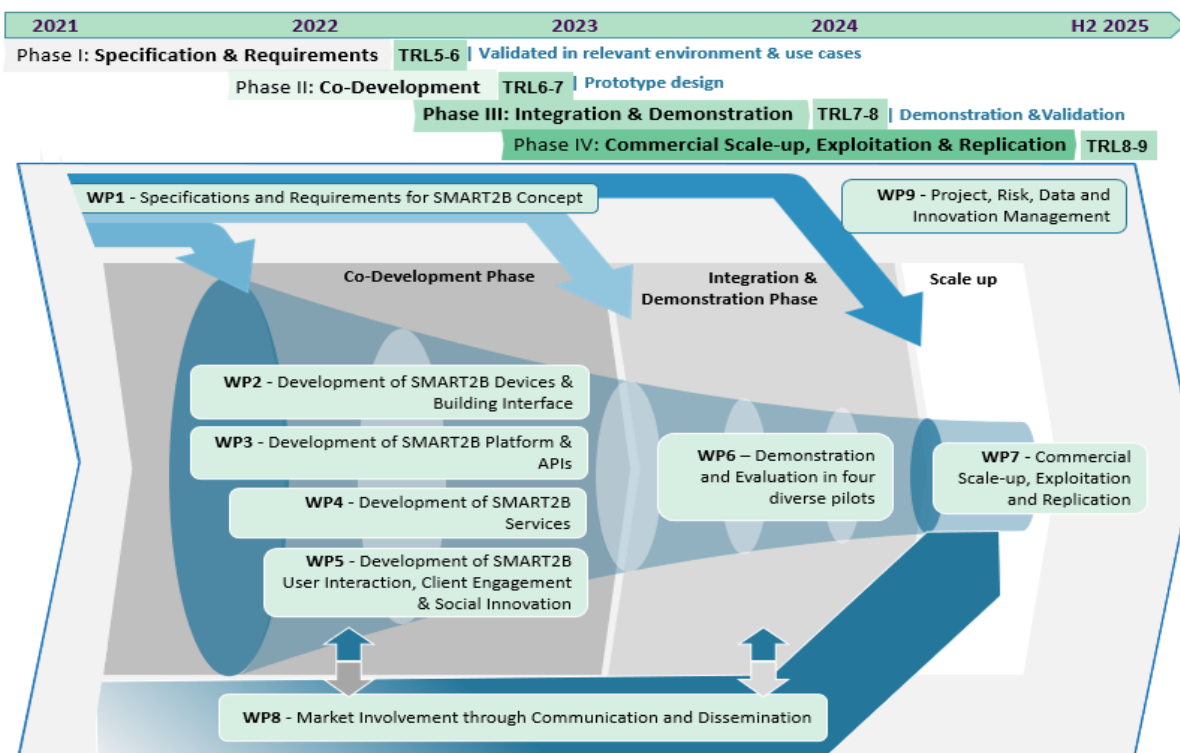 2021 2022 2023 2024 H2 2025
Phase I: Specification & Requirements TRL5-6 | Validated in relevant environment & use cases
Phase II: Co-Development TRL6-7 | Prototype design
Phase III: Integration & Demonstration TRL7-8 | Demonstration &Validation
Phase IV: Commercial Scale-up, Exploitation & Replication TRL8-9
WP1 - Specifications and Requirements for SMART2B Concept
WP9 - Project, Risk, Data and
Innovation Management
Co-Development Phase
Integration &
Demonstration Phase
Scale up
WP2 - Development of SMART2B Devices &
Building Interface
WP3 - Development of SMART2B Platform &
APIs
WP4 - Development of SMART2B
Services
WP5 - Development of SMART2B
User Interaction, Client Engagement
& Social Innovation
WP6 – Demonstration
and Evaluation in four
diverse pilots
WP7 - Commercial
Scale-up, Exploitation
and Replication
WP8 - Market Involvement through Communication and Dissemination